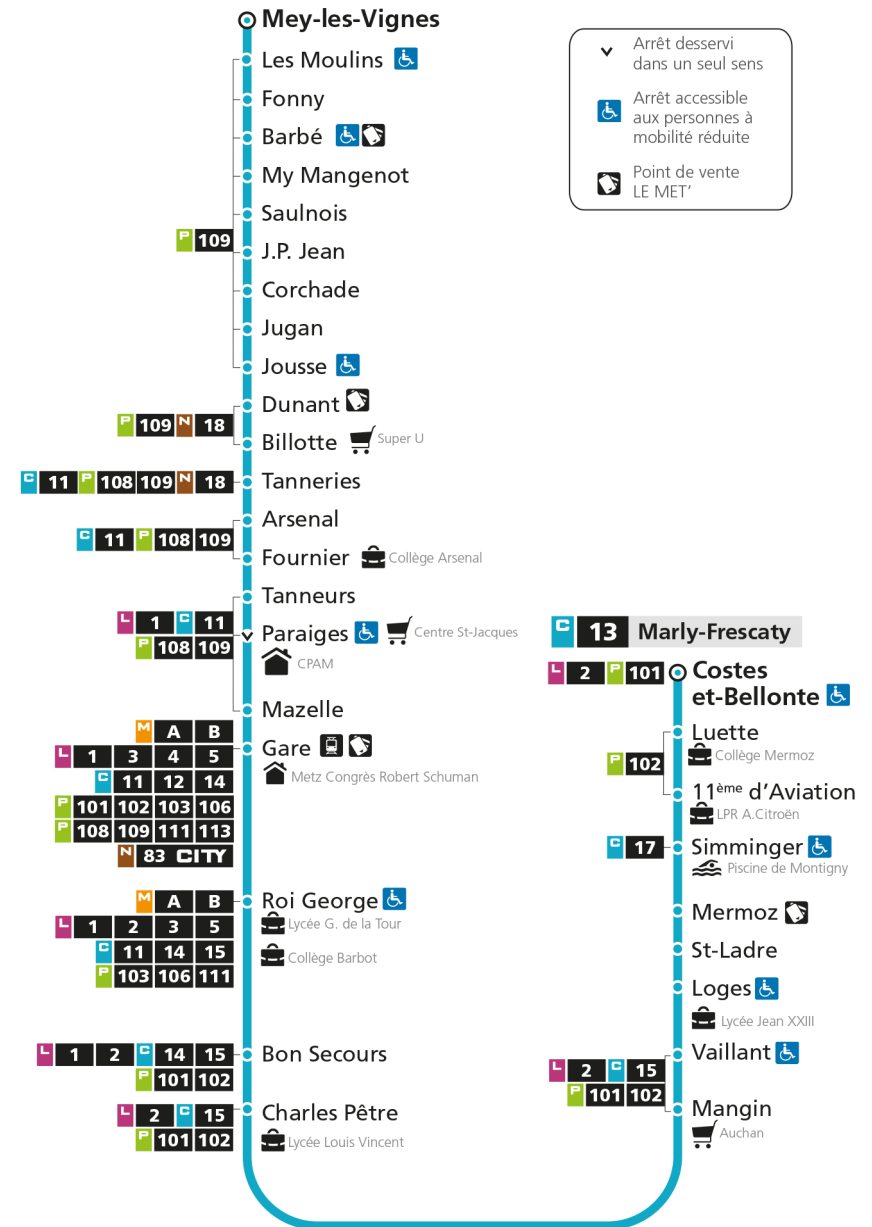 Mey-les-Vignes
Les Moulins
Fonny
Barbé
My Mangenot
Saulnois
P 109
J.P. Jean
Corchade
Jugan
Jousse
Dunant
P 109 N 18
Billotte Super U
C 11 P 108 109 N 18 Tanneries
Arsenal
C 11 P 108 109
Fournier Collège Arsenal
Tanneurs
L 1 C 11
P 108 109
Paraiges Centre St-Jacques
CPAM
Mazelle
M A B
Gare
L 1 3 4 5
Metz Congrès Robert Schuman
C 11 12 14
P 101 102 103 106
P 108 109 111 113
N 83 CITY
M A B Roi George
L 1 2 3 5 Lycée G. de la Tour
C 11 14 15 Collège Barbot
P 103 106 111
L 1 2 C 14 15 Bon Secours
P 101 102
L 2 C 15 Charles Pêtre
P 101 102 Lycée Louis Vincent
Arrêt desservi
dans un seul sens
Arrêt accessible
aux personnes à
mobilité réduite
Point de vente
LE MET'
C 13 Marly-Frescaty
L 2 P 101 Costes
et-Bellonte
Luette
Collège Mermoz
P 102
11ème d'Aviation
LPR A.Citroën
C 17 Simminger
Piscine de Montigny
Mermoz
St-Ladre
Loges
Lycée Jean XXIII
Vaillant
L 2 C 15
P 101 102
Mangin
Auchan